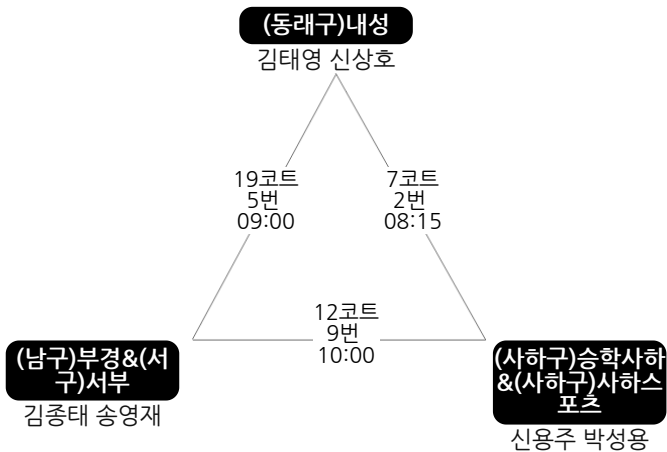 (동래구)내성
김태영 신상호
19코트
5번
09:00
7코트
2번
08:15
12코트
9번
10:00
(남구)부경&(서
구)서부
김종태 송영재
(사하구)승학사하
&(사하구)사하스
포츠
신용주 박성용